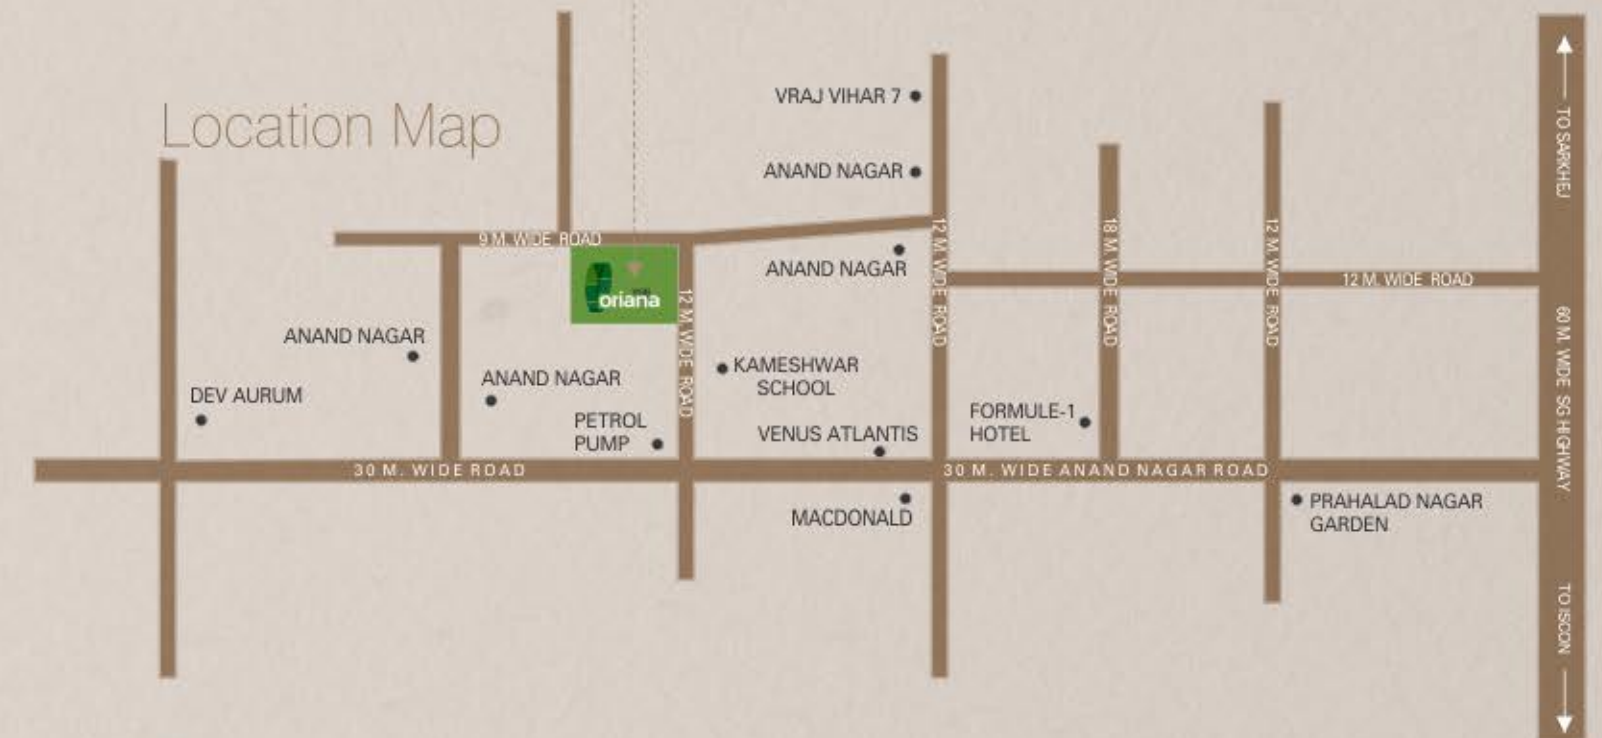 Location Map
VRAJ VIHAR 7
ANAND NAGAR
9 M. WIDE ROAD
oriana
12 M. WIDE ROAD
ANAND NAGAR
12 M. WIDE ROAD
18 M. WIDE ROAD
12 M. WIDE ROAD
12 M. WIDE ROAD
TO SARKHEJ
60 M. WIDE SG HIGHWAY
TO ISCON
ANAND NAGAR
DEV AURUM
ANAND NAGAR
PETROL
PUMP
KAMESHWAR
SCHOOL
VENUS ATLANTIS
FORMULE-1
HOTEL
30 M. WIDE ROAD
30 M. WIDE ANAND NAGAR ROAD
MACDONALD
PRAHALAD NAGAR
GARDEN